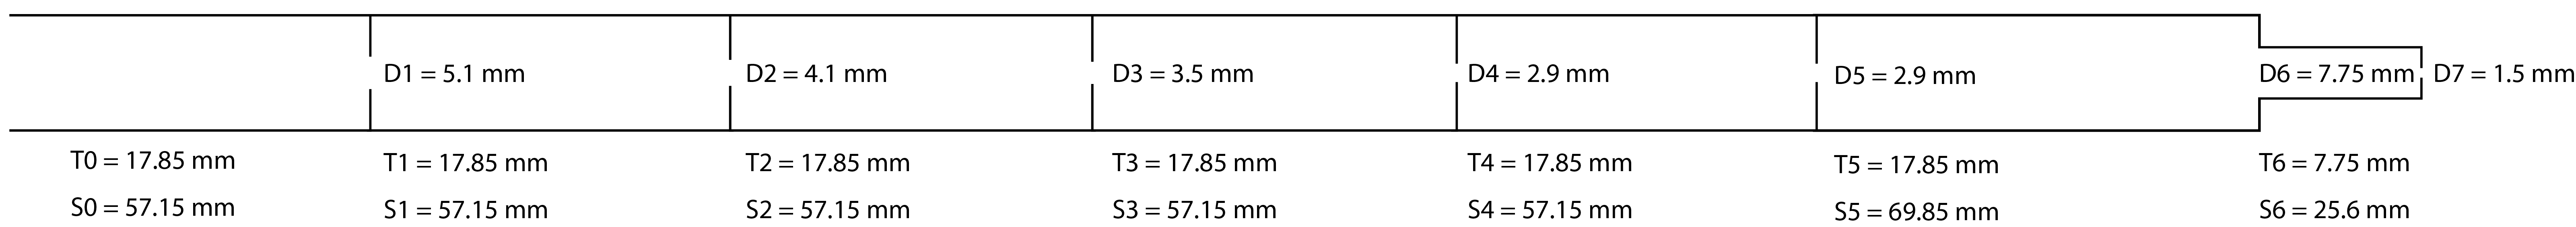 D1 = 5.1 mm D2 = 4.1 mm D3 = 3.5 mm D4 = 2.9 mm D5 = 2.9 mm D6 = 7.75 mm D7 = 1.5 mm
T0 = 17.85 mm T1 = 17.85 mm T2 = 17.85 mm T3 = 17.85 mm T4 = 17.85 mm T5 = 17.85 mm T6 = 7.75 mm
S0 = 57.15 mm S1 = 57.15 mm S2 = 57.15 mm S3 = 57.15 mm S4 = 57.15 mm S5 = 69.85 mm S6 = 25.6 mm